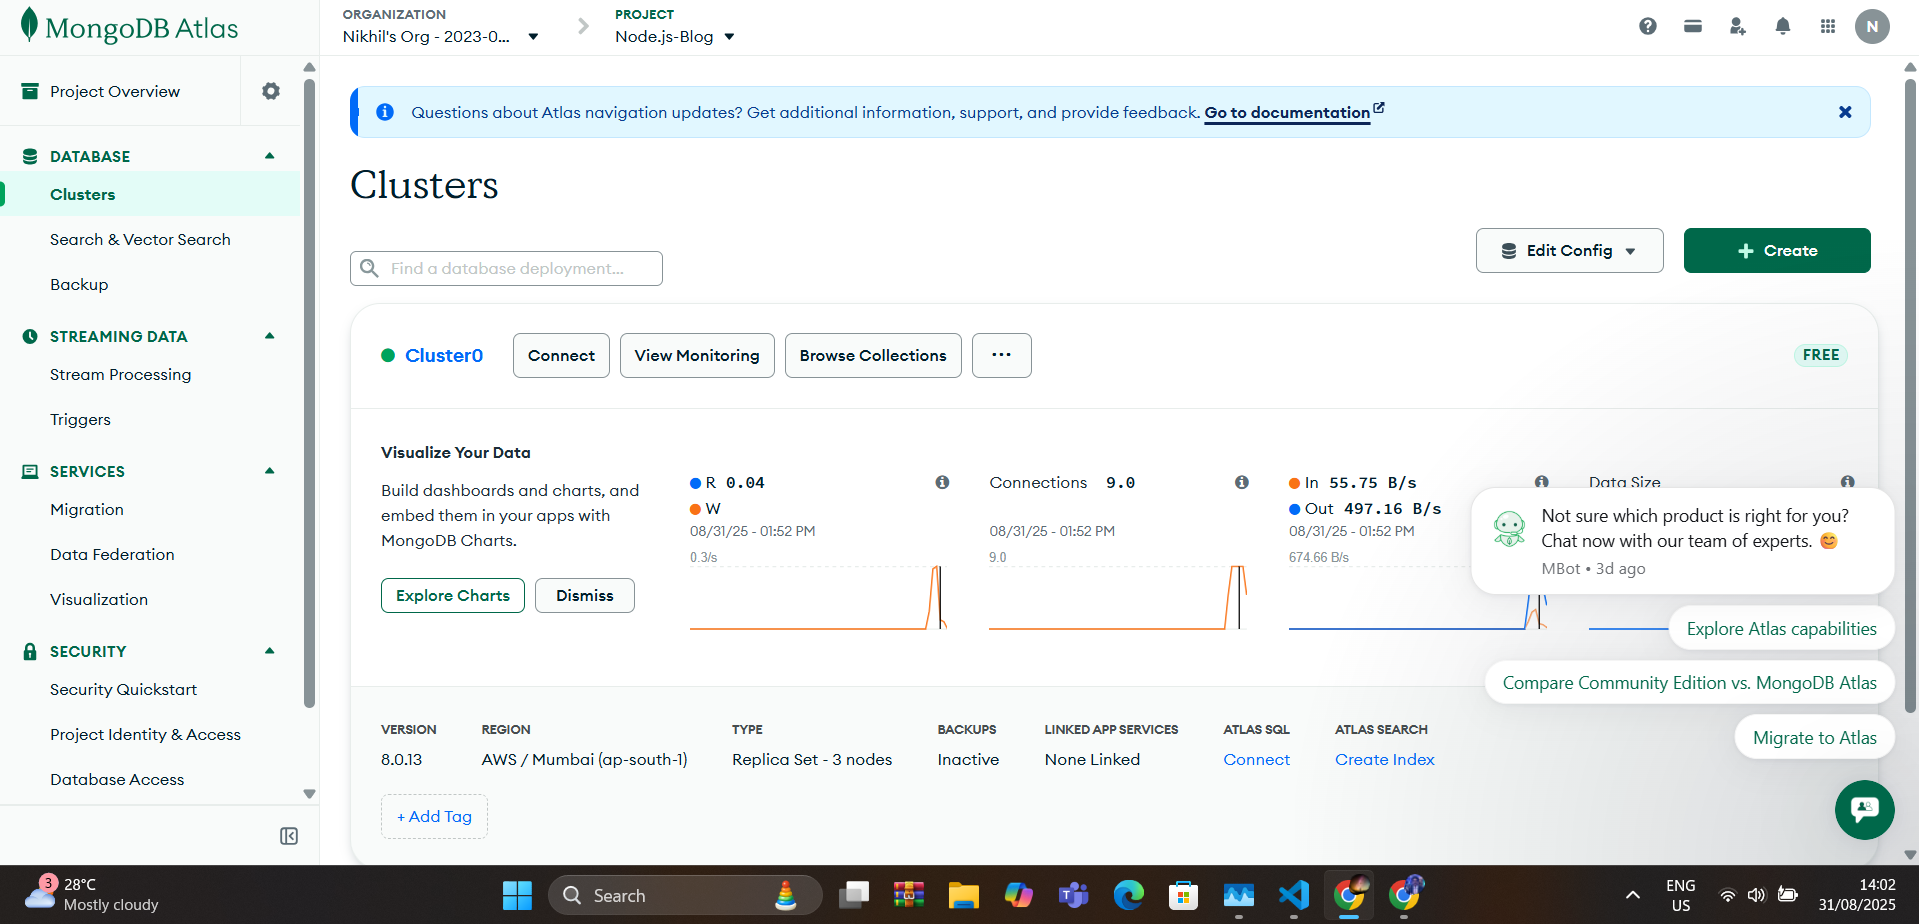 MongoDB Atlas
ORGANIZATION
Nikhil's Org - 2023-0...
PROJECT
Node.js-Blog
N
Project Overview
DATABASE
Clusters
Search & Vector Search
Backup
STREAMING DATA
Stream Processing
Triggers
SERVICES
Migration
Data Federation
Visualization
SECURITY
Security Quickstart
Project Identity & Access
Database Access
Questions about Atlas navigation updates? Get additional information, support, and provide feedback. Go to documentation
Clusters
Find a database deployment...
Edit Config
+ Create
Cluster0
Connect
View Monitoring
Browse Collections
...
FREE
Visualize Your Data
Build dashboards and charts, and
embed them in your apps with
MongoDB Charts.
Explore Charts
Dismiss
R 0.04
W
08/31/25 - 01:52 PM
0.3/s
Connections 9.0
08/31/25 - 01:52 PM
9.0
In 55.75 B/s
Out 497.16 B/s
08/31/25 - 01:52 PM
674.66 B/s
Data Size
Not sure which product is right for you?
Chat now with our team of experts. 😊
MBot • 3d ago
Explore Atlas capabilities
Compare Community Edition vs. MongoDB Atlas
Migrate to Atlas
VERSION
8.0.13
REGION
AWS / Mumbai (ap-south-1)
TYPE
Replica Set - 3 nodes
BACKUPS
Inactive
LINKED APP SERVICES
None Linked
ATLAS SQL
Connect
ATLAS SEARCH
Create Index
+ Add Tag
3
28°C
Mostly cloudy
Search
ENG
US
14:02
31/08/2025